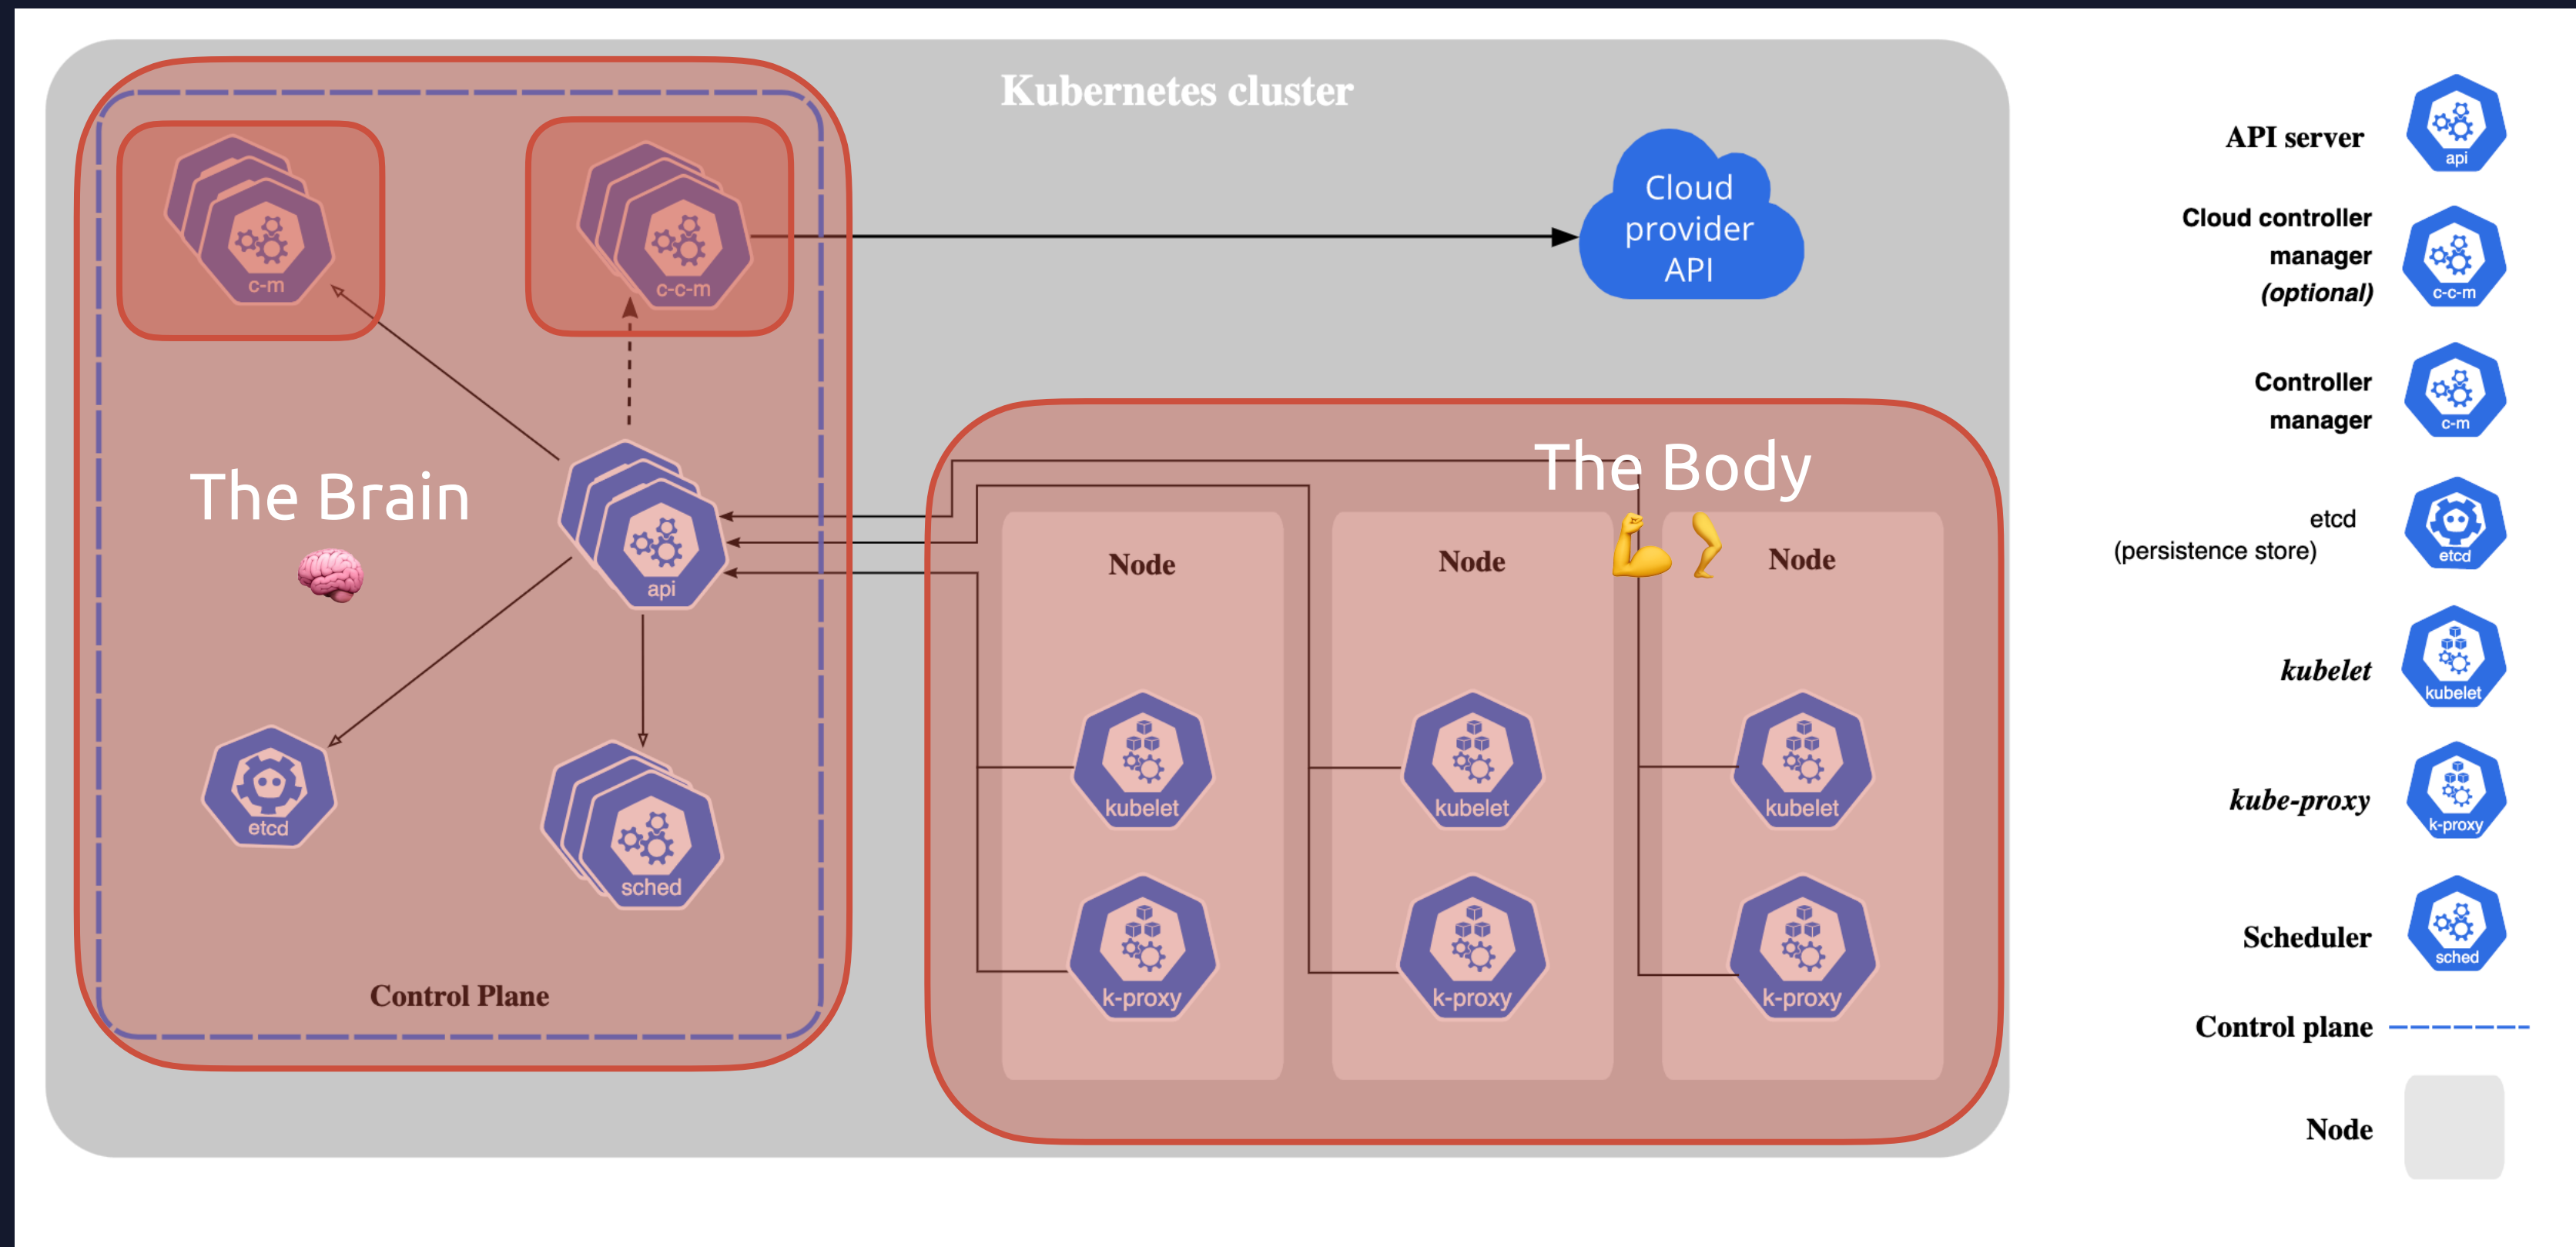 Kubernetes cluster
c-m
c-c-m
Cloud
provider
API
The Brain
api
etcd
sched
Control Plane
The Body
Node
Node
Node
kubelet
kubelet
kubelet
k-proxy
k-proxy
k-proxy
API server
api
Cloud controller
manager
(optional)
c-c-m
Controller
manager
c-m
etcd
(persistence store)
etcd
kubelet
kubelet
kube-proxy
k-proxy
Scheduler
sched
Control plane
Node